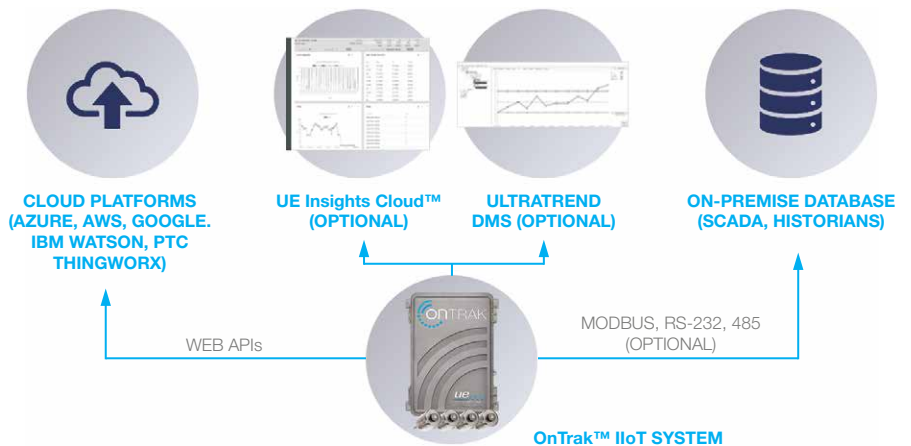 CLOUD PLATFORMS
(AZURE, AWS, GOOGLE.
IBM WATSON, PTC
THINGWORX)
UE Insights Cloud™
(OPTIONAL)
ULTRATREND
DMS (OPTIONAL)
ON-PREMISE DATABASE
(SCADA, HISTORIANS)
WEB APIs
MODBUS, RS-232, 485
(OPTIONAL)
ONTRAK
ue
OnTrak™ IIoT SYSTEM